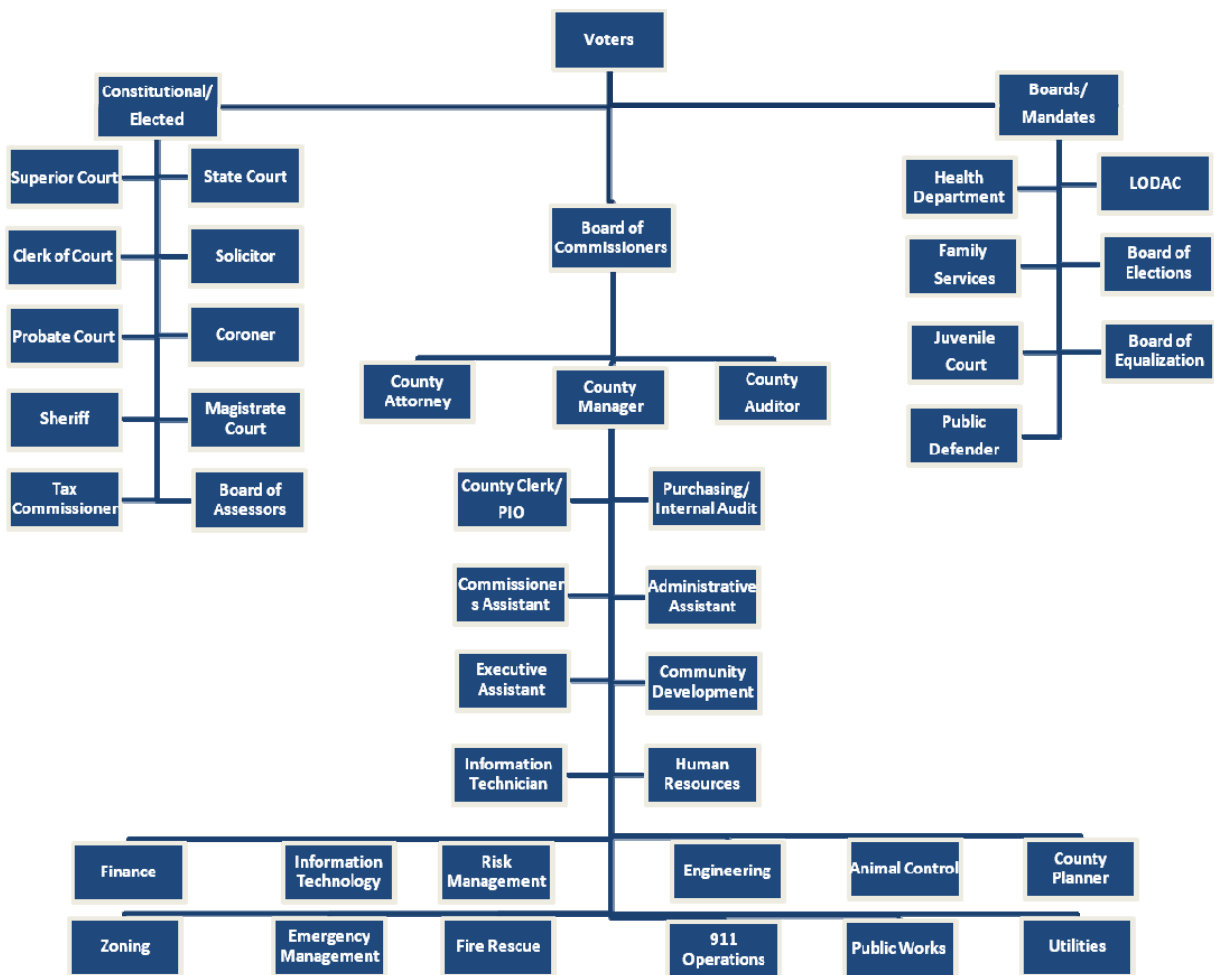 Voters
Constitutional/
Elected
Boards/
Mandates
Superior Court
State Court
Clerk of Court
Solicitor
Probate Court
Coroner
Sheriff
Magistrate
Court
Tax
Commissioner
Board of
Assessors
Board of
Commissioners
Health
Department
LODAC
Family
Services
Board of
Elections
Juvenile
Court
Board of
Equalization
Public
Defender
County
Attorney
County
Manager
County
Auditor
County Clerk/
PIO
Purchasing/
Internal Audit
Commissioner
s Assistant
Administrative
Assistant
Executive
Assistant
Community
Development
Information
Technician
Human
Resources
Finance
Information
Technology
Risk
Management
Engineering
Animal Control
County
Planner
Zoning
Emergency
Management
Fire Rescue
911
Operations
Public Works
Utilities